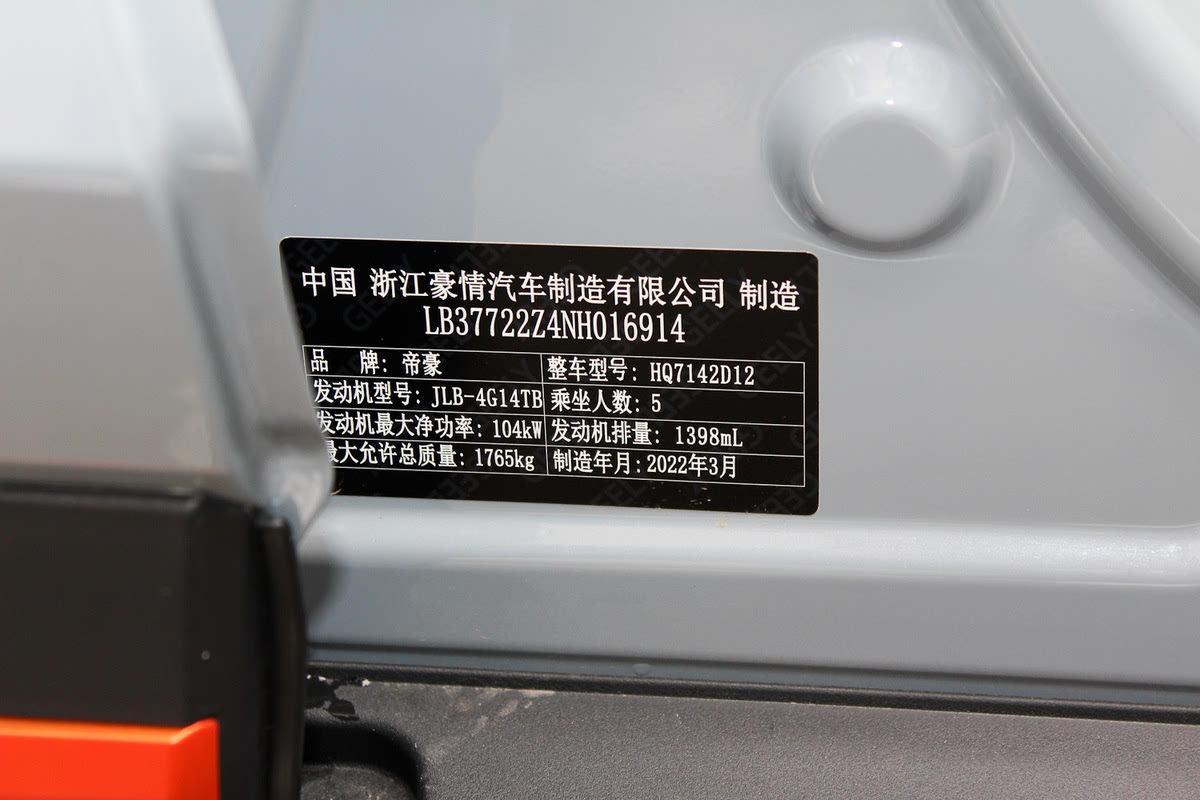 中国 浙江豪情汽车制造有限公司 制造
LB37722Z4NH016914
品 牌: 帝豪 整车型号: HQ7142D12
发动机型号: JLB-4G14TB 乘坐人数: 5
发动机最大净功率: 104kW 发动机排量: 1398mL
最大允许总质量: 1765kg 制造年月: 2022年3月